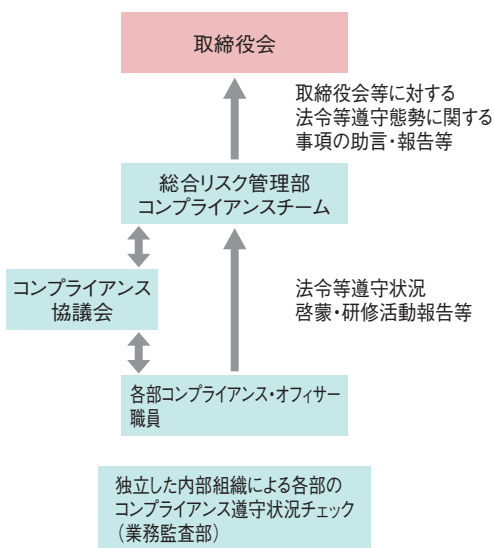 取締役会
取締役会等に対する
法令等遵守態勢に関する
事項の助言・報告等
総合リスク管理部
コンプライアンスチーム
コンプライアンス
協議会
法令等遵守状況
啓蒙・研修活動報告等
各部コンプライアンス・オフィサー
職員
独立した内部組織による各部の
コンプライアンス遵守状況チェック
（業務監査部）